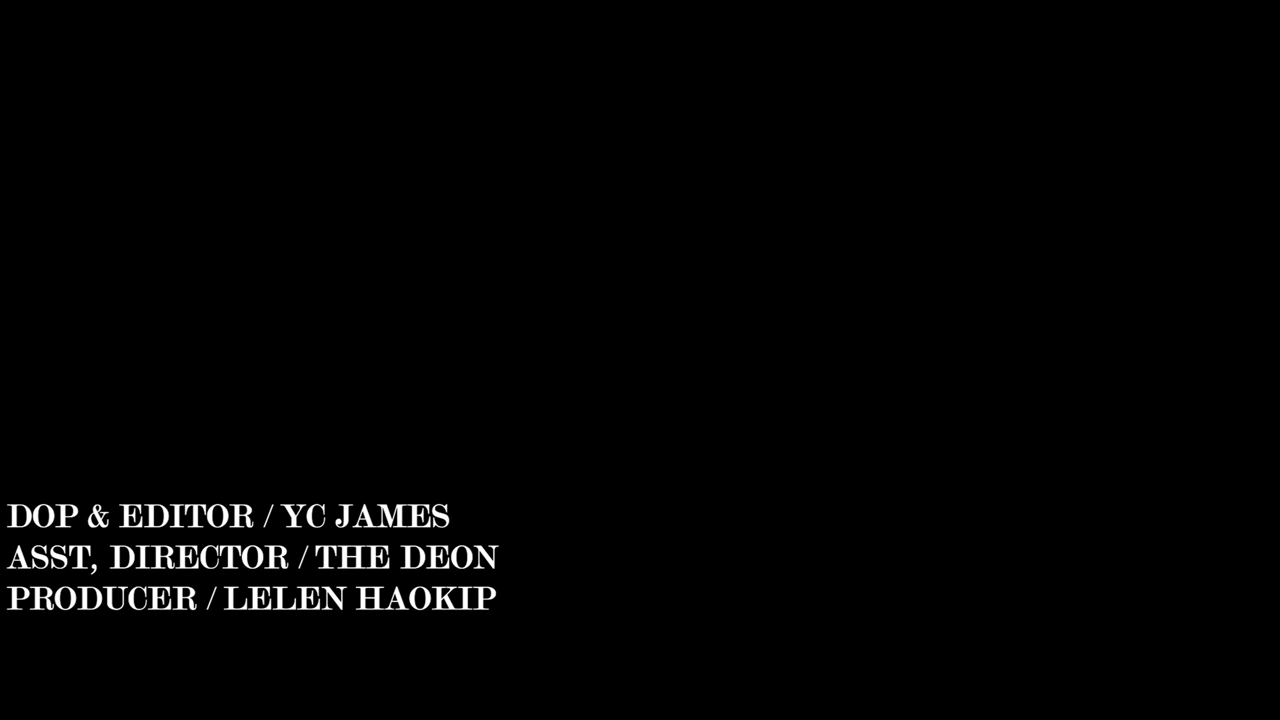 DOP & EDITOR / YC JAMES
ASST, DIRECTOR / THE DEON
PRODUCER / LELEN HAOKIP